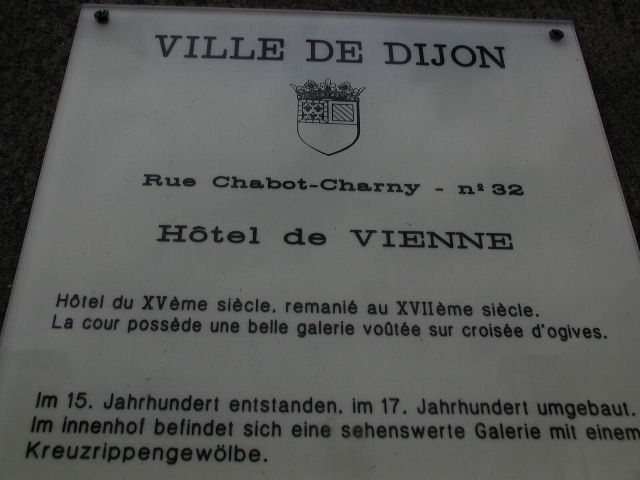 VILLE DE DIJON
Rue Chabot-Charny - nº 32
Hôtel de VIENNE
Hôtel du XVème siècle, remanié au XVIIème siècle.
La cour possède une belle galerie voûtée sur croisée d'ogives.
Im 15. Jahrhundert entstanden, im 17. Jahrhundert umgebaut.
Im innenhof befindet sich eine sehenswerte Galerie mit einem
Kreuzrippengewölbe.